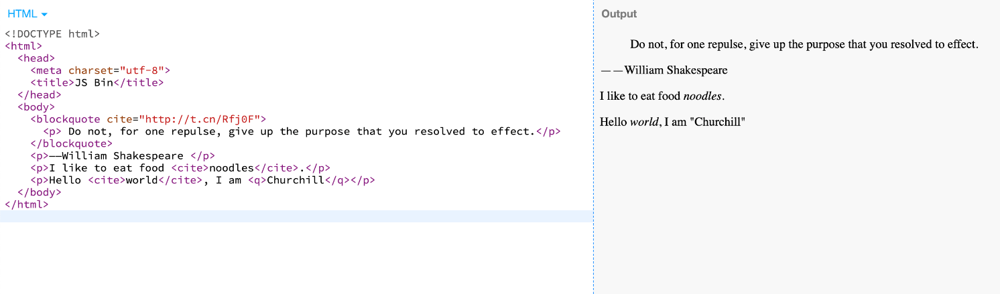 HTML
<!DOCTYPE html>
<html>
  <head>
    <meta charset="utf-8">
    <title>JS Bin</title>
  </head>
  <body>
    <blockquote cite="http://t.cn/Rfj0F">
      <p> Do not, for one repulse, give up the purpose that you resolved to effect.</p>
    </blockquote>
    <p>——William Shakespeare </p>
    <p>I like to eat food <cite>noodles</cite>.</p>
    <p>Hello <cite>world</cite>, I am <q>Churchill</q></p>
  </body>
</html>
Output
Do not, for one repulse, give up the purpose that you resolved to effect.
——William Shakespeare
I like to eat food noodles.
Hello world, I am "Churchill"